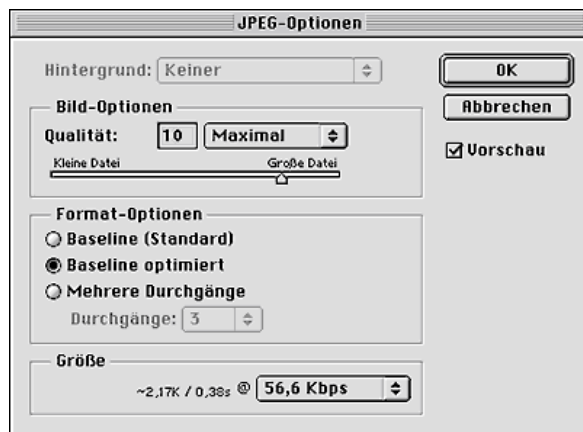 JPEG-Optionen
Hintergrund: Keiner
OK
Abbrechen
Vorschau
Bild-Optionen
Qualität: 10 Maximal
Kleine Datei Große Datei
Format-Optionen
Baseline (Standard)
Baseline optimiert
Mehrere Durchgänge
Durchgänge: 3
Größe
~2,17K / 0,38s @ 56,6 Kbps